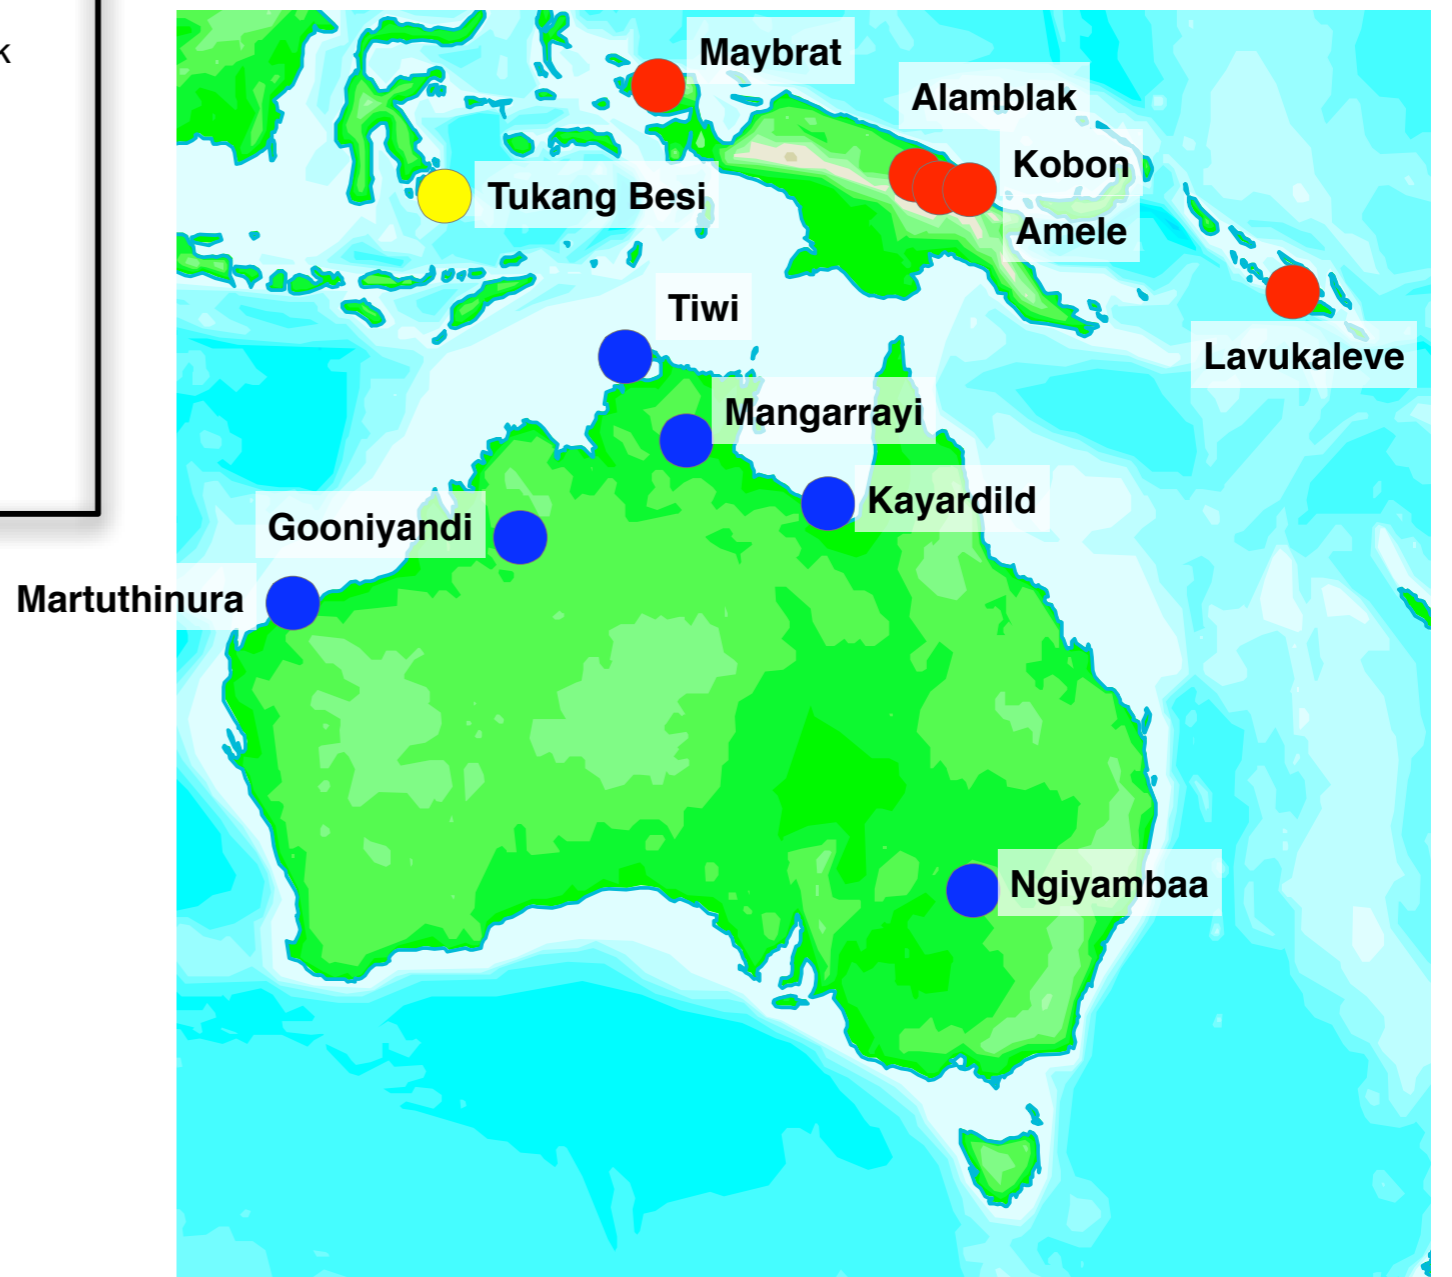 k
Maybrat
Alamblak
Kobon
Tukang Besi
Amele
Tiwi
Lavukaleve
Mangarrayi
Kayardild
Gooniyandi
Martuthinura
Ngiyambaa